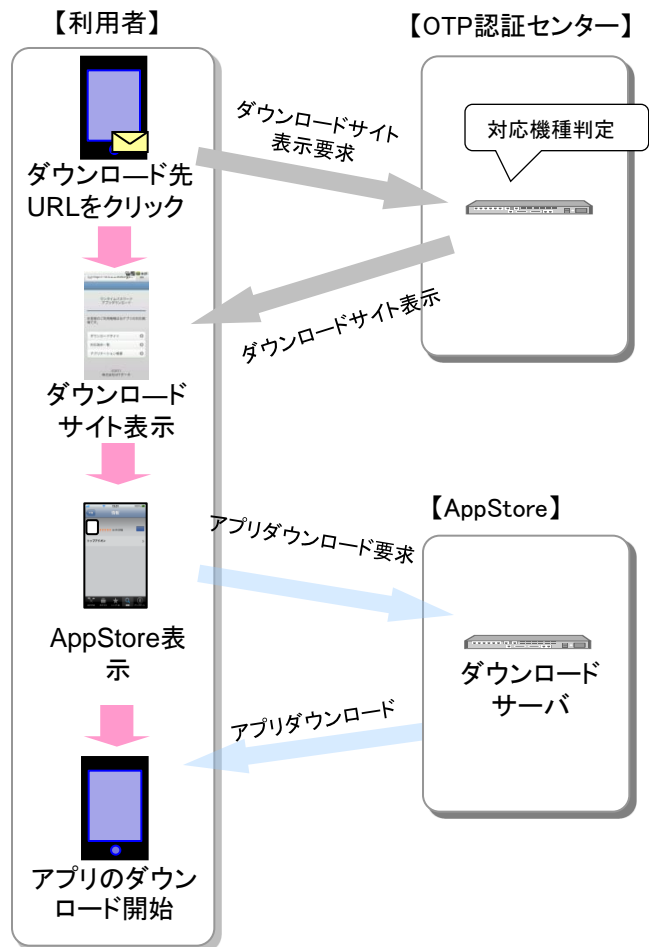 【利用者】
【OTP認証センター】
ダウンロードサイト
表示要求
対応機種判定
ダウンロード先
URLをクリック
ダウンロードサイト表示
ダウンロード
サイト表示
【AppStore】
アプリダウンロード要求
AppStore表
示
ダウンロード
サーバ
アプリダウンロード
アプリのダウン
ロード開始